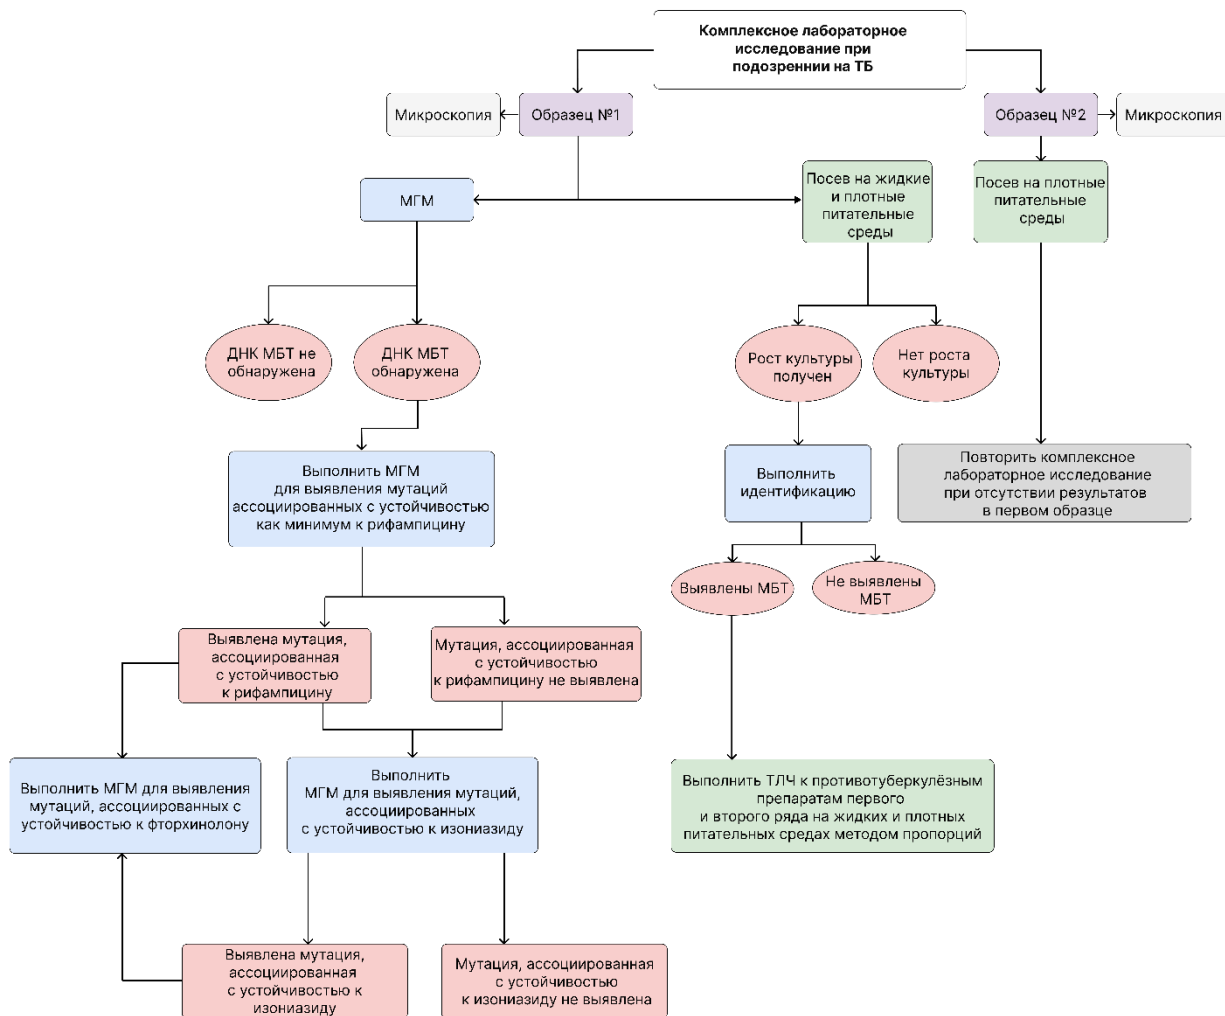 Комплексное лабораторное
исследование при
подозреннии на ТБ
Микроскопия
Образец №1
Образец №2
Микроскопия
МГМ
Посев на жидкие
и плотные
питательные
среды
Посев на плотные
питательные
среды
ДНК МБТ не
обнаружена
ДНК МБТ
обнаружена
Рост культуры
получен
Нет роста
культуры
Выполнить МГМ
для выявления мутаций
ассоциированных с устойчивостью
как минимум к рифампицину
Выполнить
идентификацию
Повторить комплексное
лабораторное исследование
при отсутствии результатов
в первом образце
Выявлены МБТ
Не выявлены
МБТ
Выявлена мутация,
ассоциированная
с устойчивостью
к рифампицину
Мутация, ассоциированная
с устойчивостью
к рифампицину не выявлена
Выполнить МГМ для выявления
мутаций, ассоциированных с
устойчивостью к фторхинолону
Выполнить
МГМ для выявления мутаций,
ассоциированных
с устойчивостью к изониазиду
Выполнить ТЛЧ к противотуберкулёзным
препаратам первого
и второго ряда на жидких и плотных
питательных средах методом пропорций
Выявлена мутация,
ассоциированная
с устойчивостью к
изониазиду
Мутация, ассоциированная
с устойчивостью
к изониазиду не выявлена